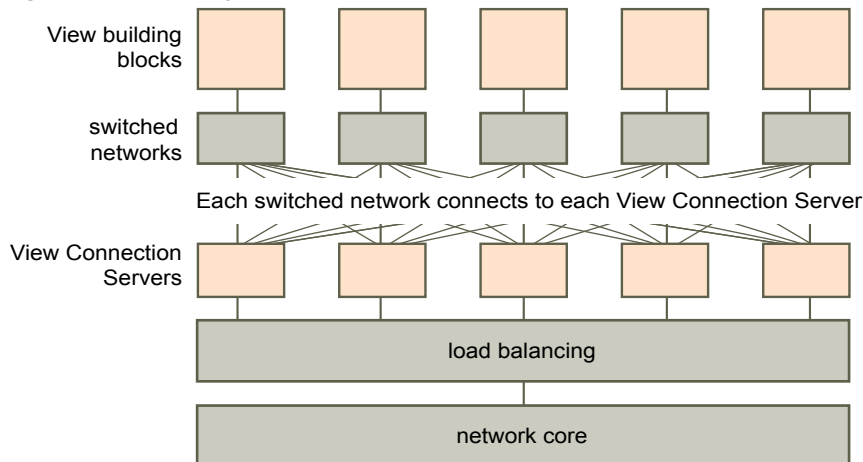 View building
blocks
switched
networks
Each switched network connects to each View Connection Server
View Connection
Servers
load balancing
network core